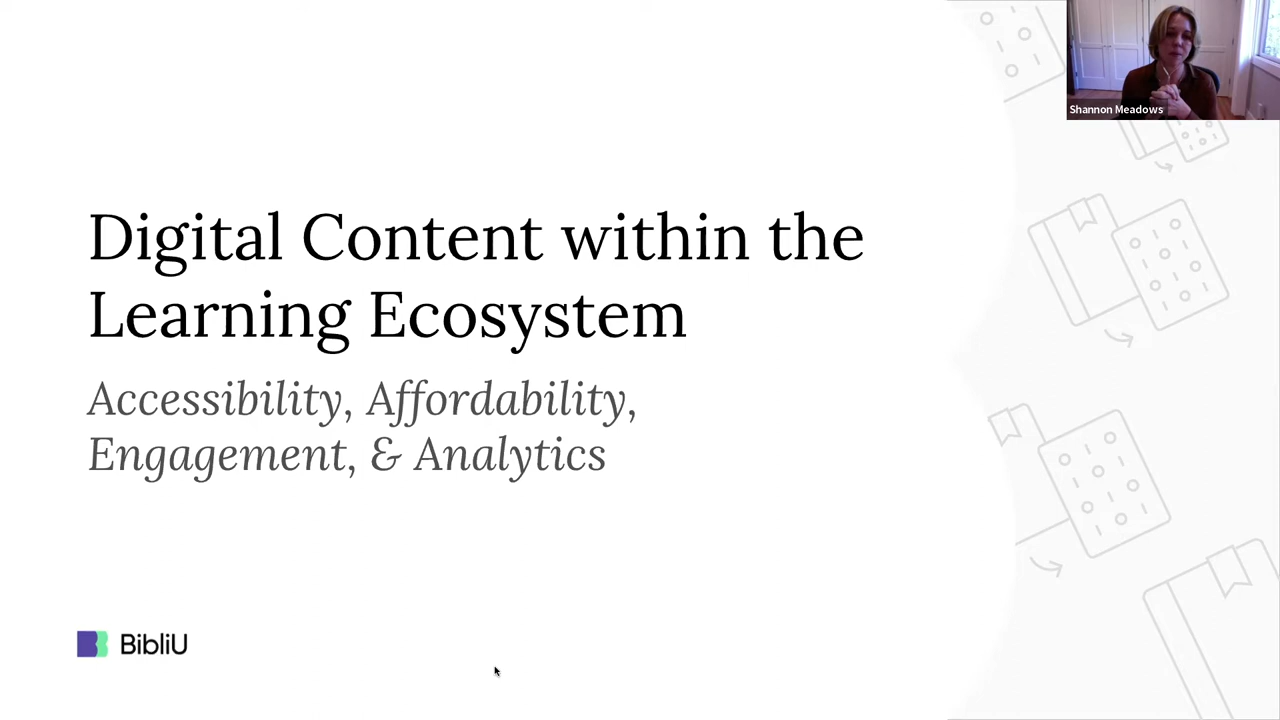 Shannon Meadows
Digital Content within the
Learning Ecosystem
Accessibility, Affordability,
Engagement, & Analytics
BibliU